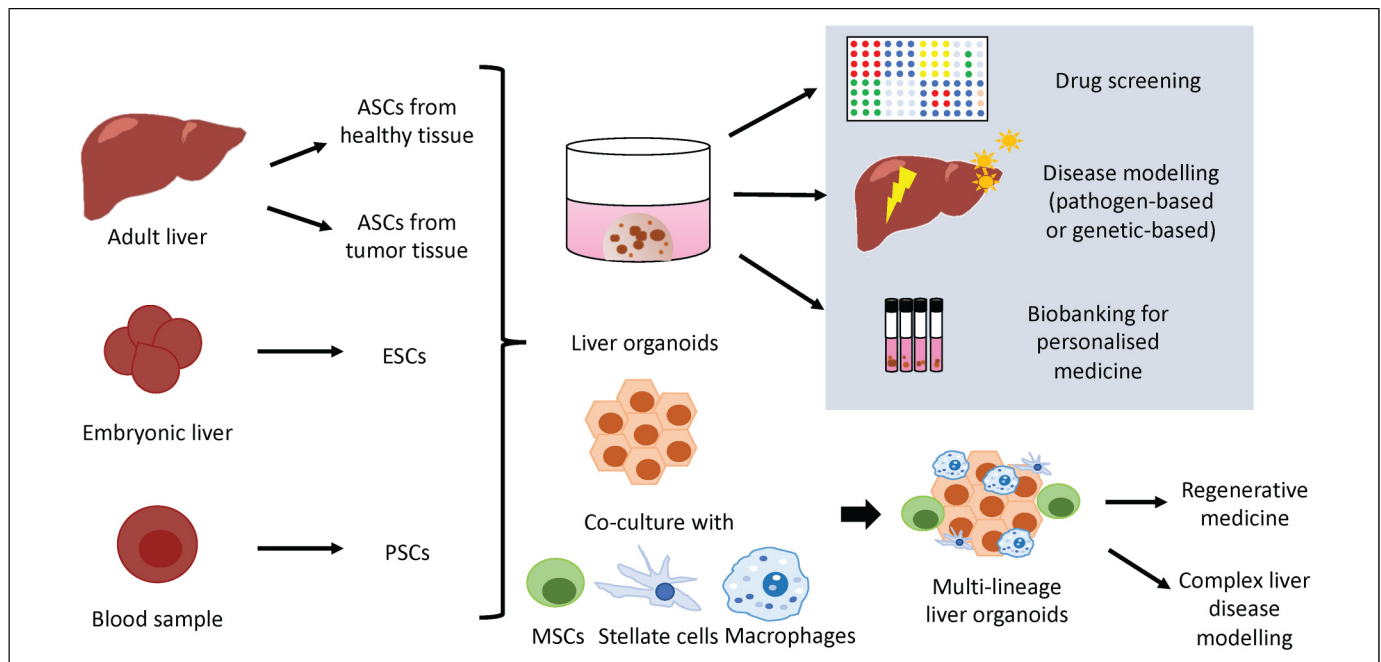 Adult liver
ASCs from
healthy tissue
ASCs from
tumor tissue
Embryonic liver
ESCs
Blood sample
PSCs
Liver organoids
Co-culture with
MSCs
Stellate cells
Macrophages
Drug screening
Disease modelling
(pathogen-based
or genetic-based)
Biobanking for
personalised
medicine
Multi-lineage
liver organoids
Regenerative
medicine
Complex liver
disease
modelling